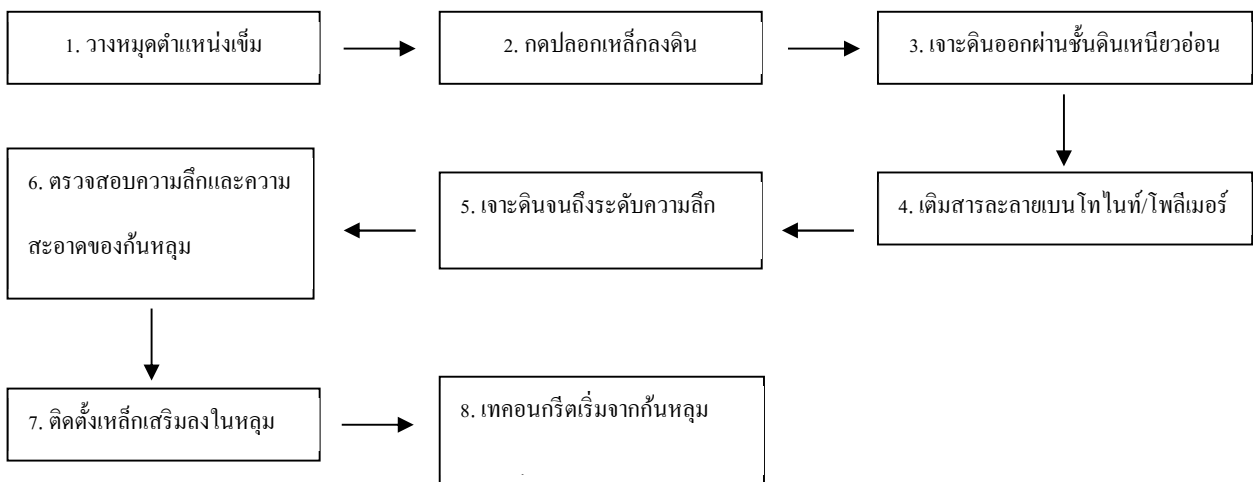 1. วางหมุดตำแหน่งเข็ม
2. กดปลอกเหล็กลงดิน
3. เจาะดินออกผ่านชั้นดินเหนียวอ่อน
4. เติมสารละลายเบนโทไนท์/โพลีเมอร์
5. เจาะดินจนถึงระดับความลึก
6. ตรวจสอบความลึกและความ
สะอาดของก้นหลุม
7. ติดตั้งเหล็กเสริมลงในหลุม
8. เทคอนกรีตเริ่มจากก้นหลุม